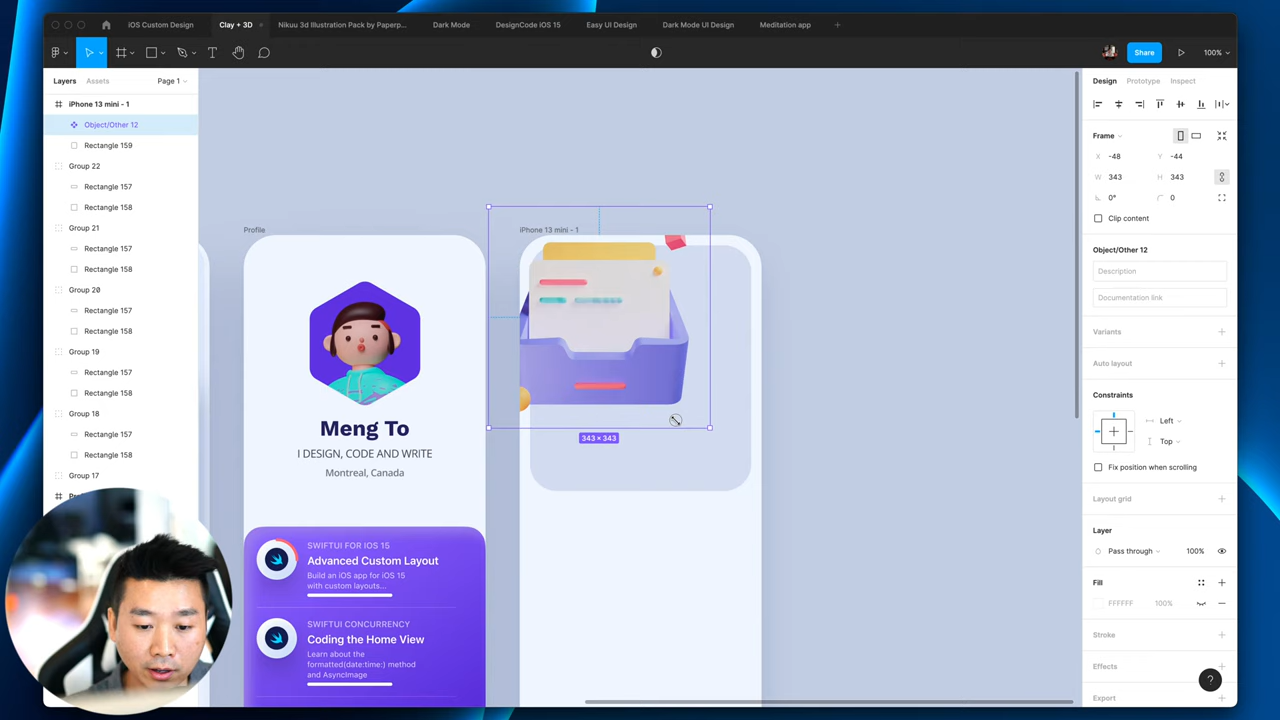 iOS Custom Design
Clay + 3D
Nikuu 3d Illustration Pack by Paperp...
Dark Mode
DesignCode iOS 15
Easy UI Design
Dark Mode UI Design
Meditation app
Share
100%
Layers
Assets
Page 1
iPhone 13 mini - 1
Object/Other 12
Rectangle 159
Group 22
Rectangle 157
Rectangle 158
Group 21
Rectangle 157
Rectangle 158
Group 20
Rectangle 157
Rectangle 158
Group 19
Rectangle 157
Rectangle 158
Group 18
Rectangle 157
Rectangle 158
Group 17
Profile
Meng To
I DESIGN, CODE AND WRITE
Montreal, Canada
SWIFTUI FOR IOS 15
Advanced Custom Layout
Build an iOS app for iOS 15
with custom layouts...
SWIFTUI CONCURRENCY
Coding the Home View
Learn about the
formatted(date:time:) method
and AsyncImage
iPhone 13 mini - 1
343 × 343
Design
Prototype
Inspect
Frame
X -48
Y -44
W 343
H 343
0°
0
Clip content
Object/Other 12
Description
Documentation link
Variants
Auto layout
Constraints
Left
Top
Fix position when scrolling
Layout grid
Layer
Pass through
100%
Fill
FFFFFF
100%
Stroke
Effects
Export
?